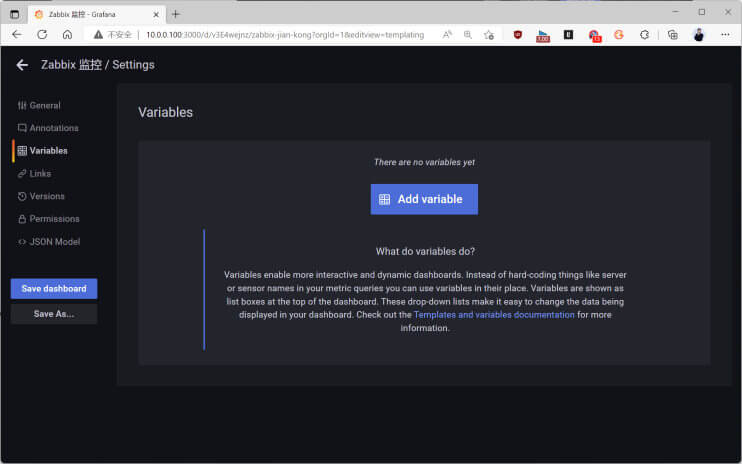 Zabbix 监控 - Grafana
不安全 10.0.0.100:3000/d/v3E4wejnz/zabbix-jian-kong?orgId=1&editview=templating
Zabbix 监控 / Settings
General
Annotations
Variables
Links
Versions
Permissions
JSON Model
Save dashboard
Save As...
Variables
There are no variables yet
Add variable
What do variables do?
Variables enable more interactive and dynamic dashboards. Instead of hard-coding things like server
or sensor names in your metric queries you can use variables in their place. Variables are shown as
list boxes at the top of the dashboard. These drop-down lists make it easy to change the data being
displayed in your dashboard. Check out the Templates and variables documentation for more
information.